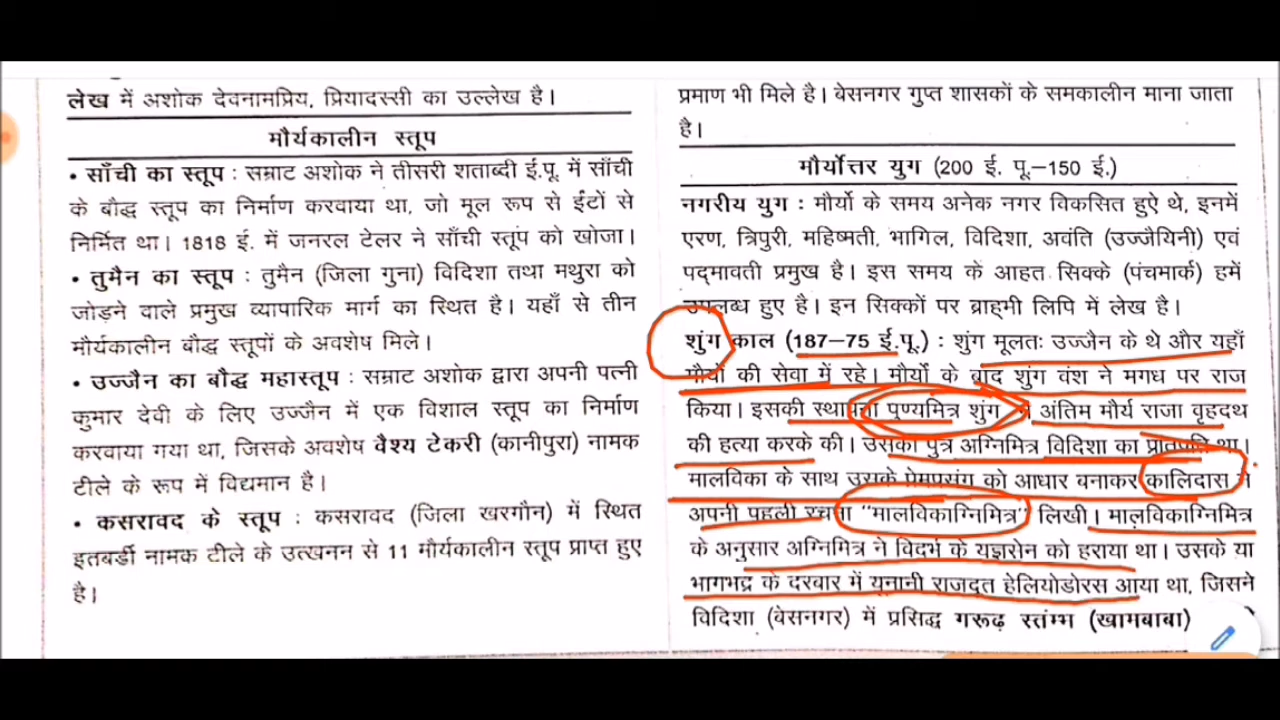 लेख में अशोक देवनामप्रिय, प्रियादस्सी का उल्लेख है।
मौर्यकालीन स्तूप
• साँची का स्तूप : सम्राट अशोक ने तीसरी शताब्दी ई.पू. में साँची
के बौद्ध स्तूप का निर्माण करवाया था, जो मूल रूप से ईंटों से
निर्मित था। 1818 ई. में जनरल टेलर ने साँची स्तूप को खोजा।
• तुमैन का स्तूप : तुमैन (जिला गुना) विदिशा तथा मथुरा को
जोड़ने वाले प्रमुख व्यापारिक मार्ग का स्थित है। यहाँ से तीन
मौर्यकालीन बौद्ध स्तूपों के अवशेष मिले।
• उज्जैन का बौद्ध महास्तूप : सम्राट अशोक द्वारा अपनी पत्नी
कुमार देवी के लिए उज्जैन में एक विशाल स्तूप का निर्माण
करवाया गया था, जिसके अवशेष वैश्य टेकरी (कानीपुरा) नामक
टीले के रूप में विद्यमान है।
• कसरावद के स्तूप : कसरावद (जिला खरगौन) में स्थित
इतबर्डी नामक टीले के उत्खनन से 11 मौर्यकालीन स्तूप प्राप्त हुए
है।
प्रमाण भी मिले है। बेसनगर गुप्त शासकों के समकालीन माना जाता
है।
मौर्योत्तर युग (200 ई. पू.–150 ई.)
नगरीय युग : मौर्यो के समय अनेक नगर विकसित हुऐ थे, इनमें
एरण, त्रिपुरी, महिष्मती, भागिल, विदिशा, अवंति (उज्जैयिनी) एवं
पद्‌मावती प्रमुख है। इस समय के आहत सिक्के (पंचमार्क) हमें
उपलब्ध हुए है। इन सिक्कों पर ब्राह्मी लिपि में लेख है।
शुंग काल (187–75 ई.पू.) : शुंग मूलतः उज्जैन के थे और यहाँ
मौर्यो की सेवा में रहे। मौर्यो के बाद शुंग वंश ने मगध पर राज
किया। इसकी स्थापना पुण्यमित्र शुंग ने अंतिम मौर्य राजा वृहदथ
की हत्या करके की। उसका पुत्र अग्निमित्र विदिशा का प्रांतपति था।
मालविका के साथ उसके प्रेमप्रसंग को आधार बनाकर कालिदास ने
अपनी पहली रचना "मालविकाग्निमित्र" लिखी। मालविकाग्निमित्र
के अनुसार अग्निमित्र ने विदर्भ के यज्ञसेन को हराया था। उसके या
भागभद्र के दरवार में यूनानी राजदूत हेलियोडोरस आया था, जिसने
विदिशा (बेसनगर) में प्रसिद्ध गरूढ़ स्तंम्भ (खामबाबा)